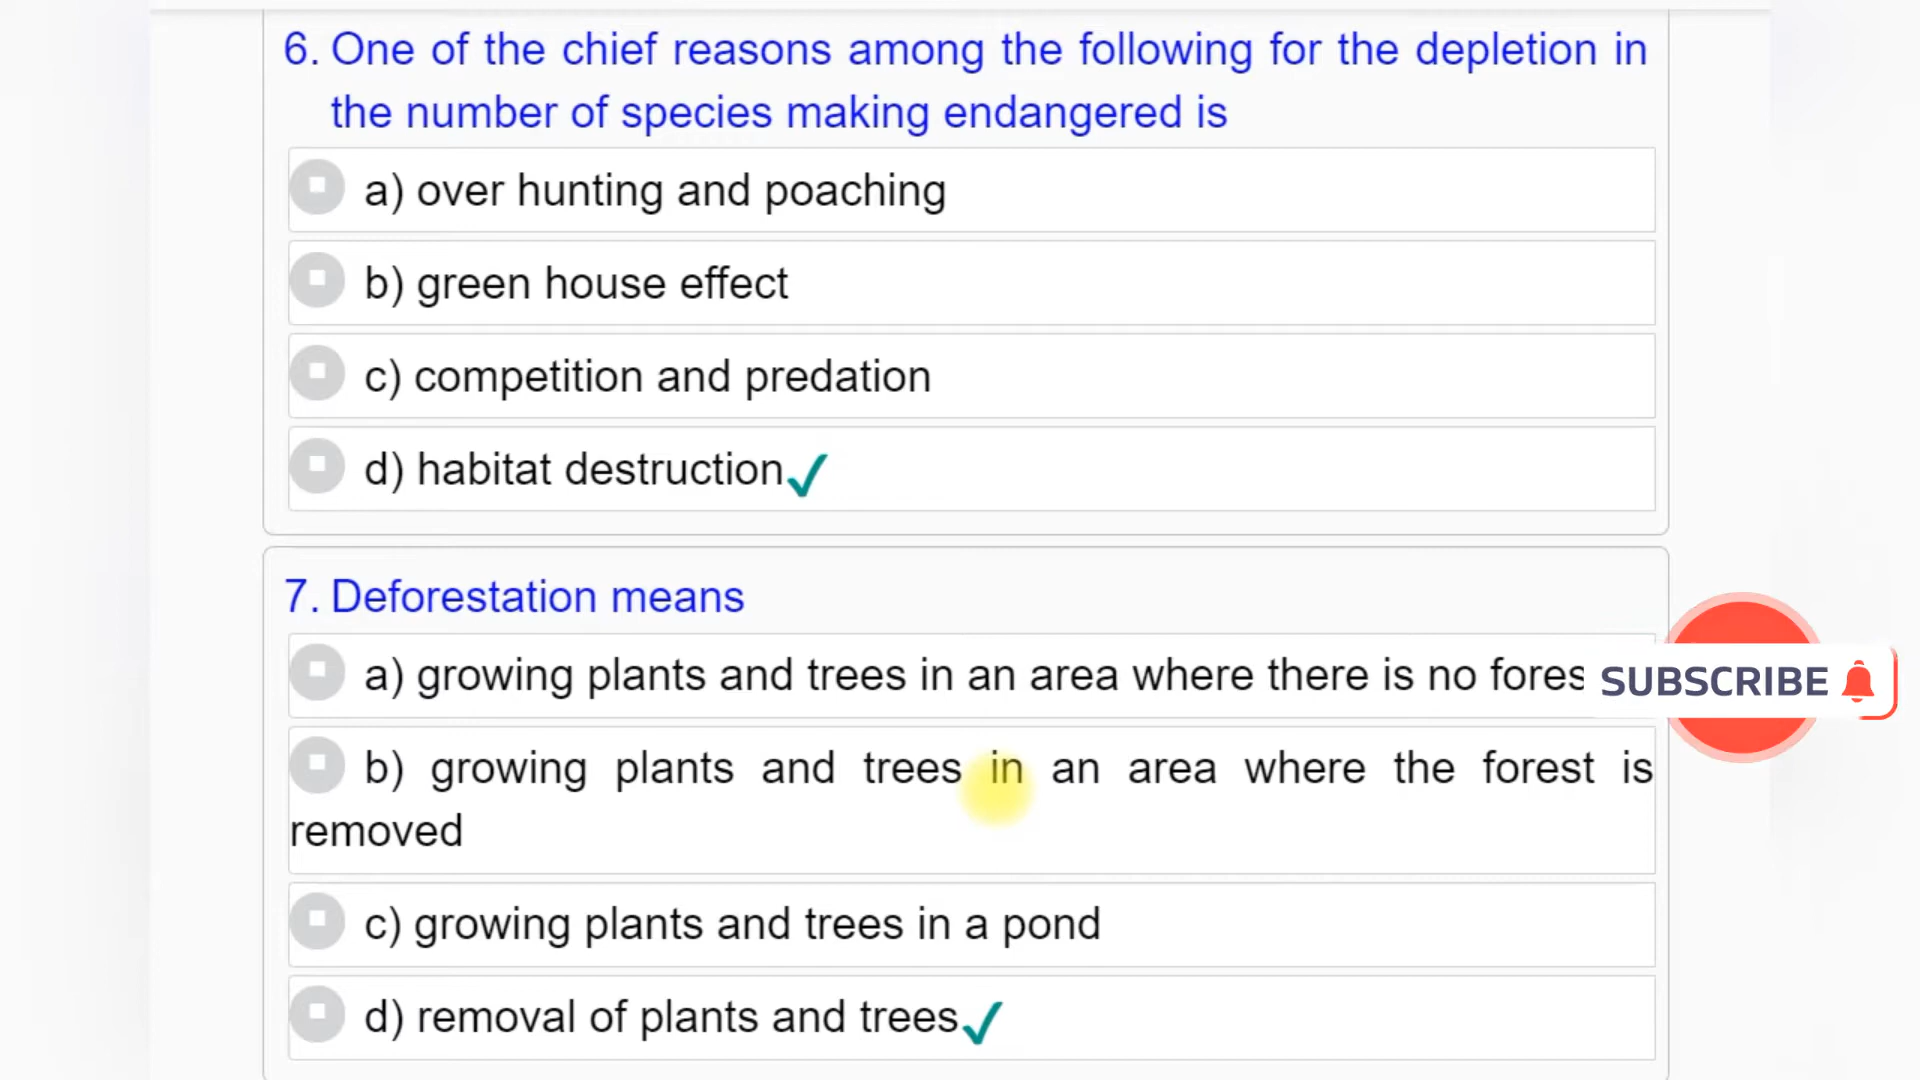 6. One of the chief reasons among the following for the depletion in
the number of species making endangered is
a) over hunting and poaching
b) green house effect
c) competition and predation
d) habitat destruction✓
7. Deforestation means
a) growing plants and trees in an area where there is no fores
SUBSCRIBE
b) growing plants and trees in an area where the forest is
removed
c) growing plants and trees in a pond
d) removal of plants and trees✓